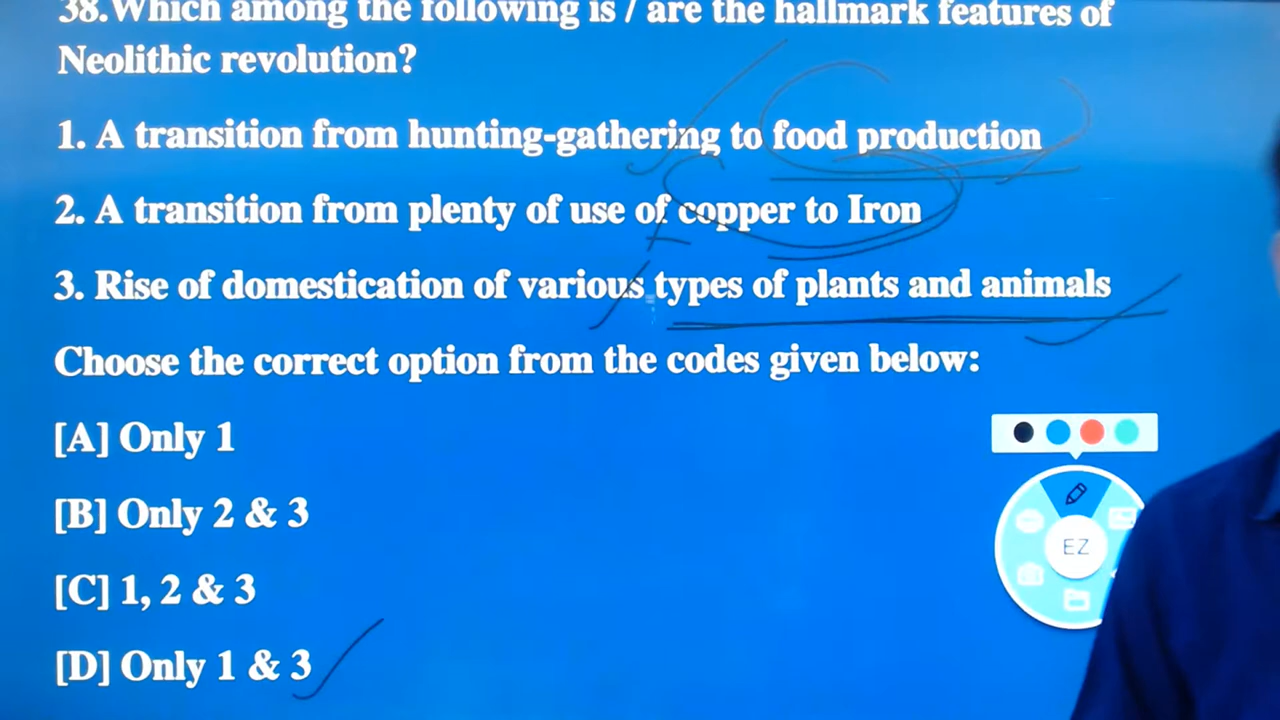 38.Which among the following is / are the hallmark features of
Neolithic revolution?
1. A transition from hunting-gathering to food production
2. A transition from plenty of use of copper to Iron
3. Rise of domestication of various types of plants and animals
Choose the correct option from the codes given below:
[A] Only 1
[B] Only 2 & 3
[C] 1, 2 & 3
[D] Only 1 & 3
EZ